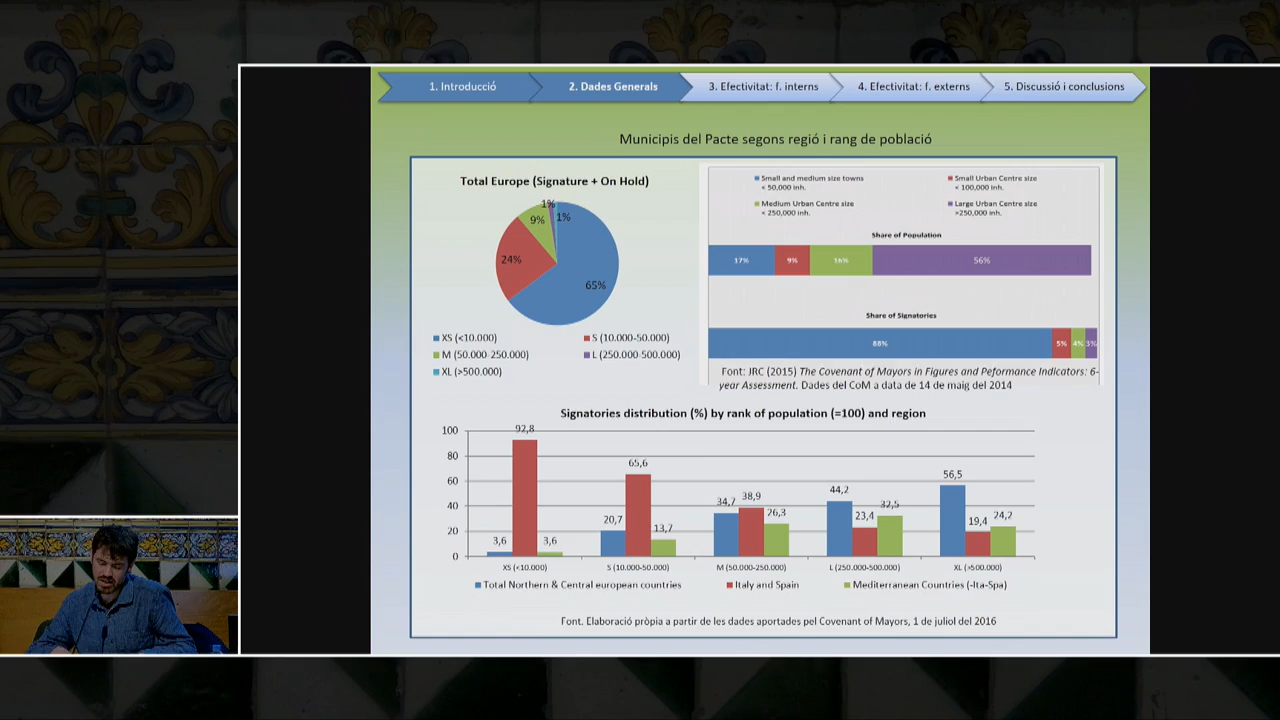 1. Introducció
2. Dades Generals
3. Efectivitat: f. interns
4. Efectivitat: f. externs
5. Discussió i conclusions
Municipis del Pacte segons regió i rang de població
Total Europe (Signature + On Hold)
1%
1%
9%
24%
65%
XS (<10.000)
S (10.000-50.000)
M (50.000-250.000)
L (250.000-500.000)
XL (>500.000)
Small and medium size towns
< 50,000 inh.
Small Urban Centre size
< 100,000 inh.
Medium Urban Centre size
< 250,000 inh.
Large Urban Centre size
>250,000 inh.
Share of Population
17%
9%
16%
56%
Share of Signatories
88%
5%
4%
3%
Font: JRC (2015) The Covenant of Mayors in Figures and Peformance Indicators: 6-
year Assessment. Dades del CoM a data de 14 de maig del 2014
Signatories distribution (%) by rank of population (=100) and region
100
80
60
40
20
0
3,6
92,8
3,6
20,7
65,6
13,7
34,7
38,9
26,3
44,2
23,4
32,5
56,5
19,4
24,2
XS (<10.000)
S (10.000-50.000)
M (50.000-250.000)
L (250.000-500.000)
XL (>500.000)
Total Northern & Central european countries
Italy and Spain
Mediterranean Countries (-Ita-Spa)
Font. Elaboració pròpia a partir de les dades aportades pel Covenant of Mayors, 1 de juliol del 2016